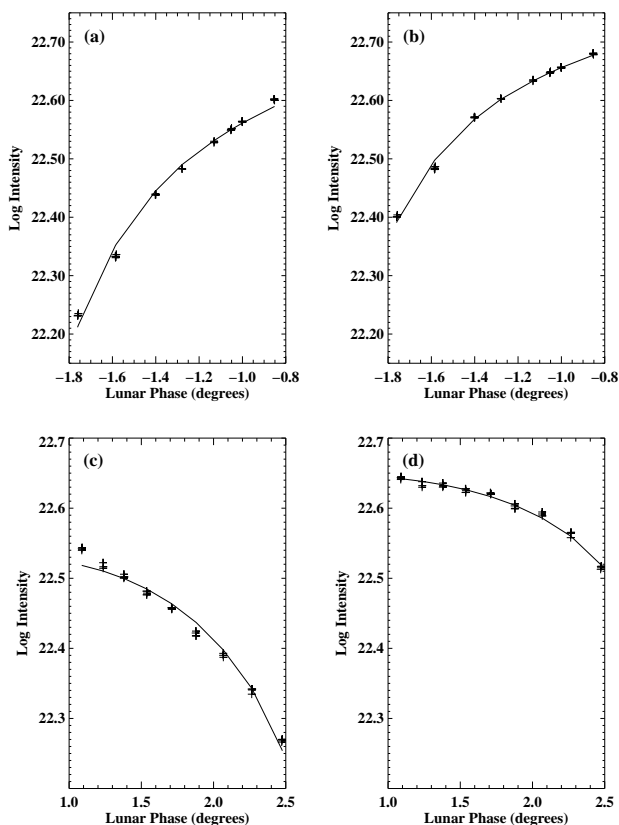 (a)
22.70
22.60
22.50
22.40
22.30
22.20
Log Intensity
−1.8 −1.6 −1.4 −1.2 −1.0 −0.8
Lunar Phase (degrees)
(b)
22.70
22.60
22.50
22.40
22.30
22.20
Log Intensity
−1.8 −1.6 −1.4 −1.2 −1.0 −0.8
Lunar Phase (degrees)
(c)
22.7
22.6
22.5
22.4
22.3
Log Intensity
1.0 1.5 2.0 2.5
Lunar Phase (degrees)
(d)
22.7
22.6
22.5
22.4
22.3
Log Intensity
1.0 1.5 2.0 2.5
Lunar Phase (degrees)